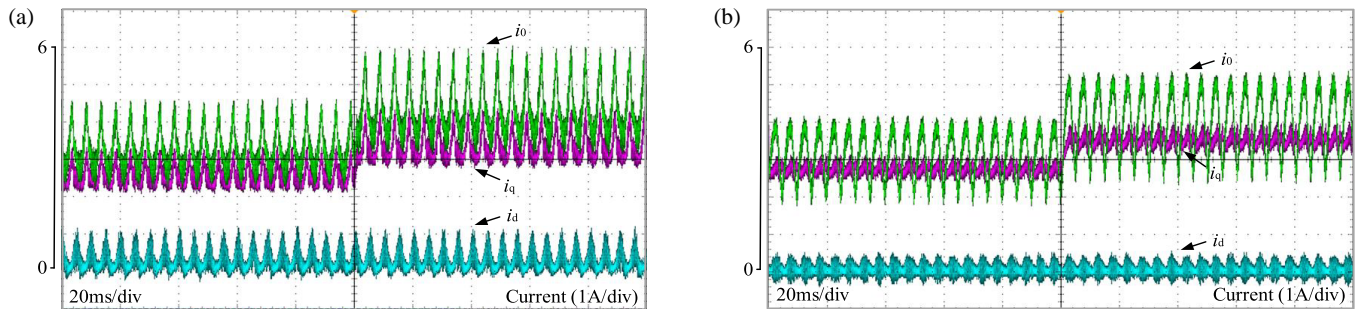 (a)
6
i0
iq
id
0
20ms/div
Current (1A/div)
(b)
6
i0
iq
id
0
20ms/div
Current (1A/div)